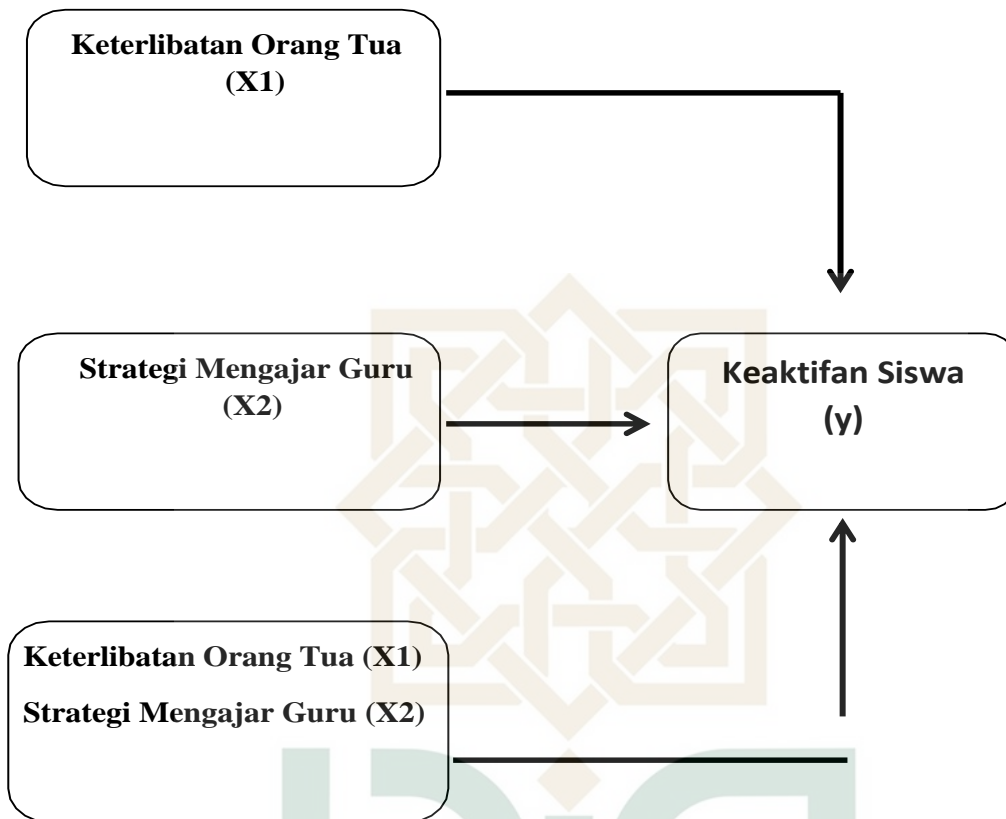 Keterlibatan Orang Tua
(X1)
Strategi Mengajar Guru
(X2)
Keaktifan Siswa
(y)
Keterlibatan Orang Tua (X1)
Strategi Mengajar Guru (X2)